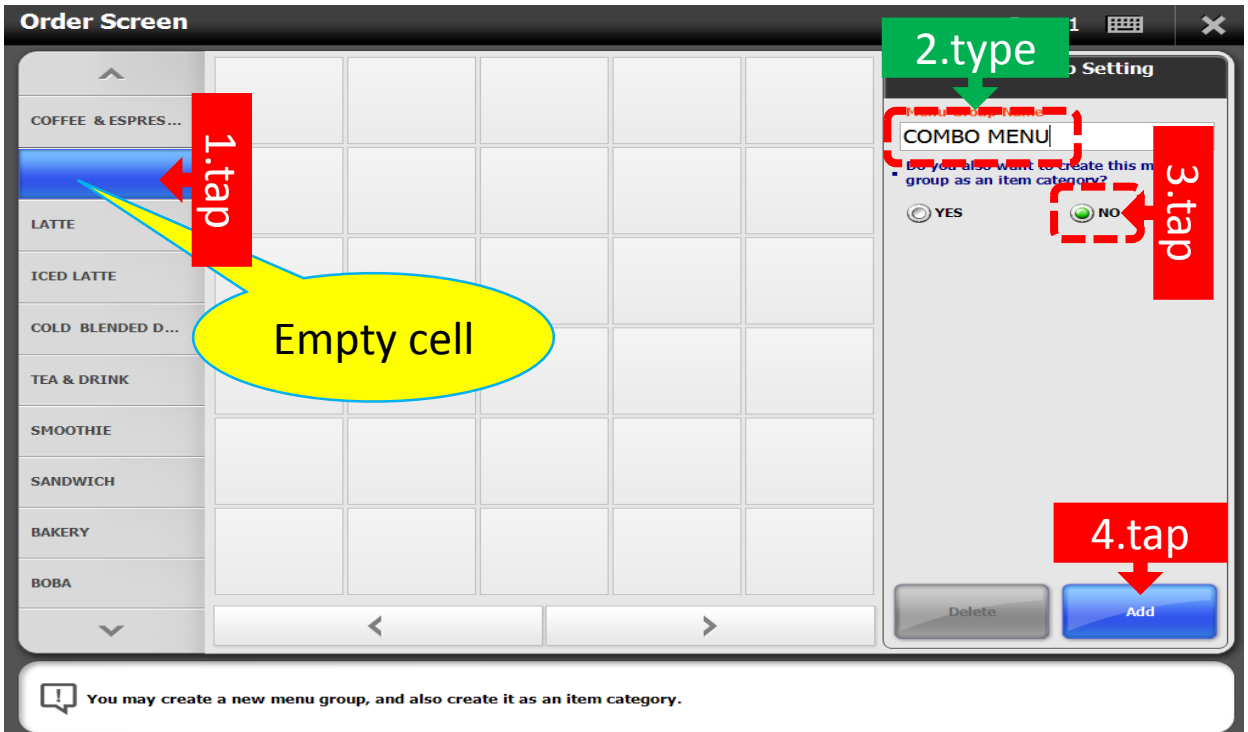 Order Screen
1
2.type
Setting
COFFEE & ESPRES...
Menu Group Name
COMBO MENU
1.tap
Do you also want to create this m
group as an item category?
3.tap
YES
NO
LATTE
ICED LATTE
COLD BLENDED D...
Empty cell
TEA & DRINK
SMOOTHIE
SANDWICH
BAKERY
4.tap
BOBA
Delete
Add
<
>
You may create a new menu group, and also create it as an item category.